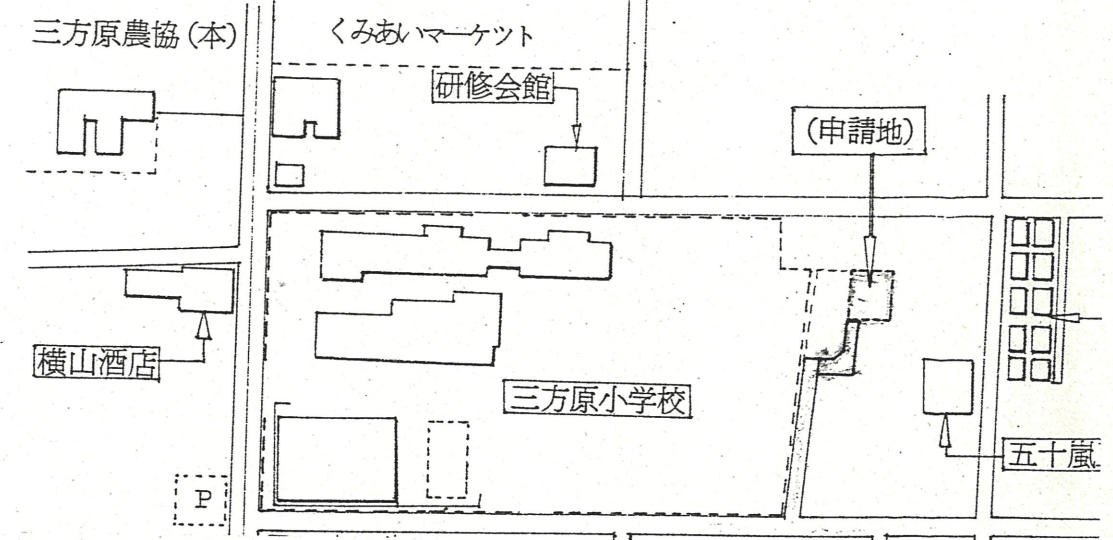 三方原農協(本)
くみあいマーケット
研修会館
(申請地)
横山酒店
三方原小学校
五十嵐
P